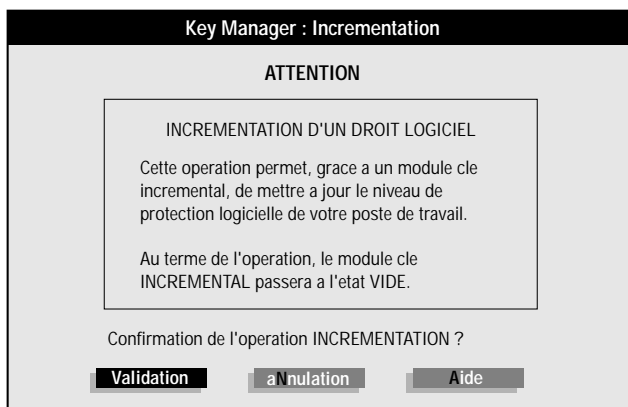 Key Manager : Incrementation
ATTENTION
INCREMENTATION D'UN DROIT LOGICIEL
Cette operation permet, grace a un module cle
incremental, de mettre a jour le niveau de
protection logicielle de votre poste de travail.
Au terme de l'operation, le module cle
INCREMENTAL passera a l'etat VIDE.
Confirmation de l'operation INCREMENTATION ?
Validation aNnulation Aide